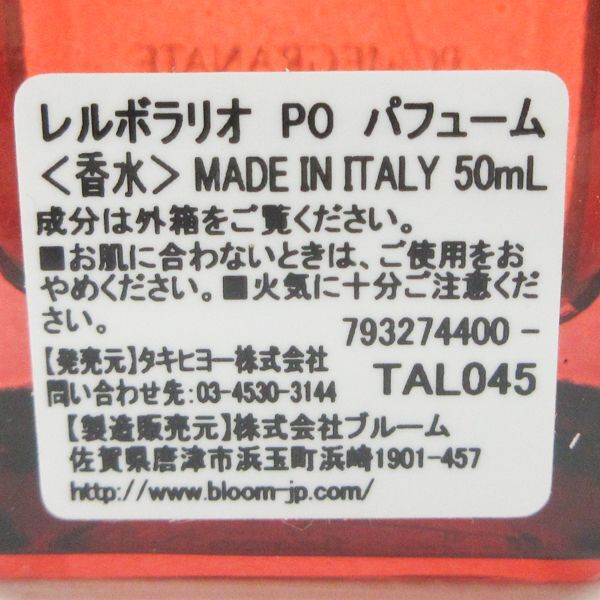 POMEGRANATE
レルボラリオ PO パフューム
<香水> MADE IN ITALY 50mL
成分は外箱をご覧ください。
■お肌に合わないときは、ご使用をお
やめください。■火気に十分ご注意くだ
さい。
793274400 -
【発売元】タキヒヨー株式会社
TAL045
問い合わせ先:03-4530-3144
【製造販売元】株式会社ブルーム
佐賀県唐津市浜玉町浜崎1901-457
http://www.bloom-jp.com/